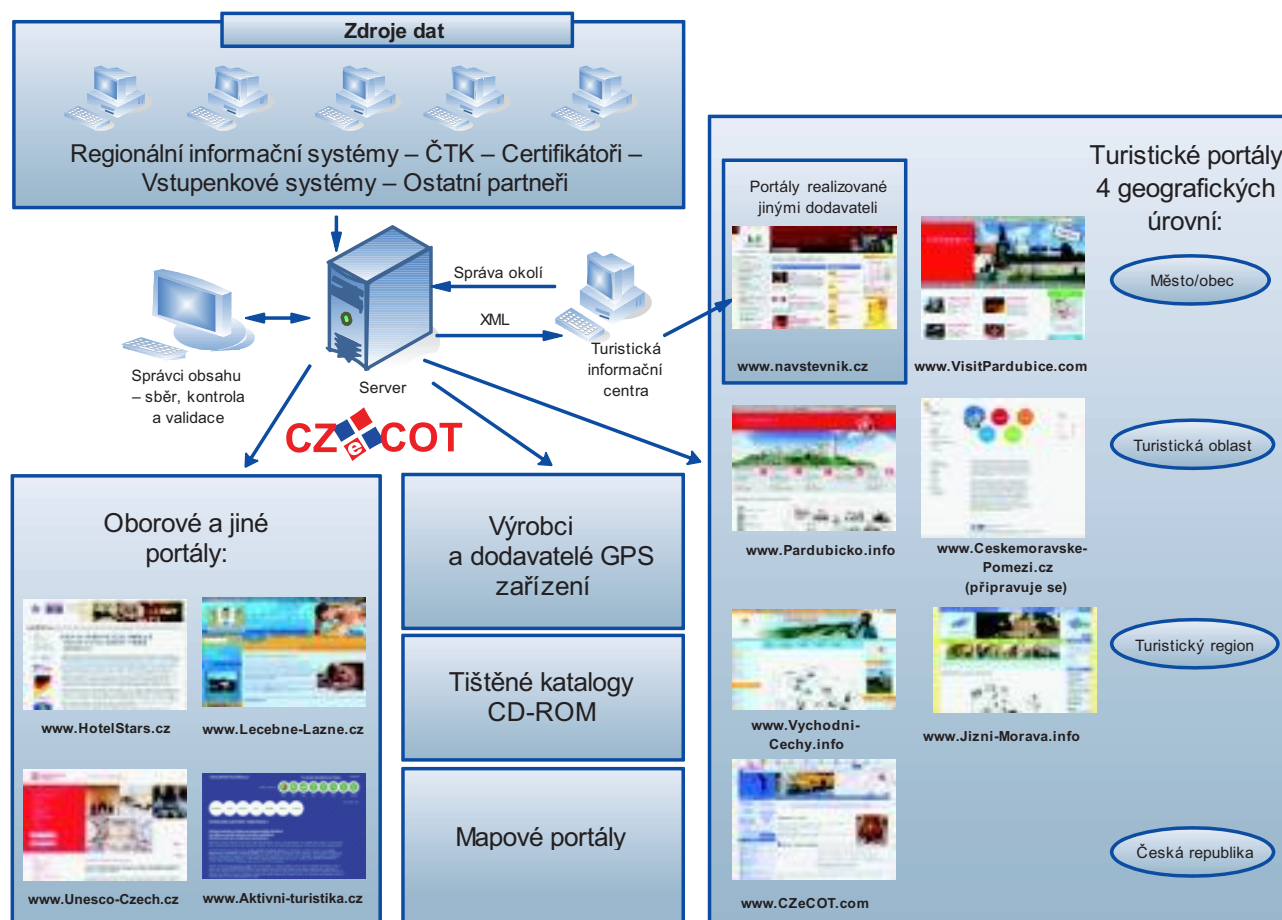 Zdroje dat
Regionální informační systémy – ČTK – Certifikátoři –
Vstupenkové systémy – Ostatní partneři
Správa okolí
XML
Server
Turistická
informační
centra
Správci obsahu
– sběr, kontrola
a validace
CZeCOT
Oborové a jiné
portály:
www.HotelStars.cz
www.Lecebne-Lazne.cz
www.Unesco-Czech.cz
www.Aktivni-turistika.cz
Výrobci
a dodavatelé GPS
zařízení
Tištěné katalogy
CD-ROM
Mapové portály
Turistické portály
4 geografických
úrovní:
Portály realizované
jinými dodavateli
www.navstevnik.cz
www.VisitPardubice.com
Město/obec
www.Pardubicko.info
www.Ceskemoravske-
Pomezi.cz
(připravuje se)
Turistická oblast
www.Vychodni-
Cechy.info
www.Jizni-Morava.info
Turistický region
www.CZeCOT.com
Česká republika